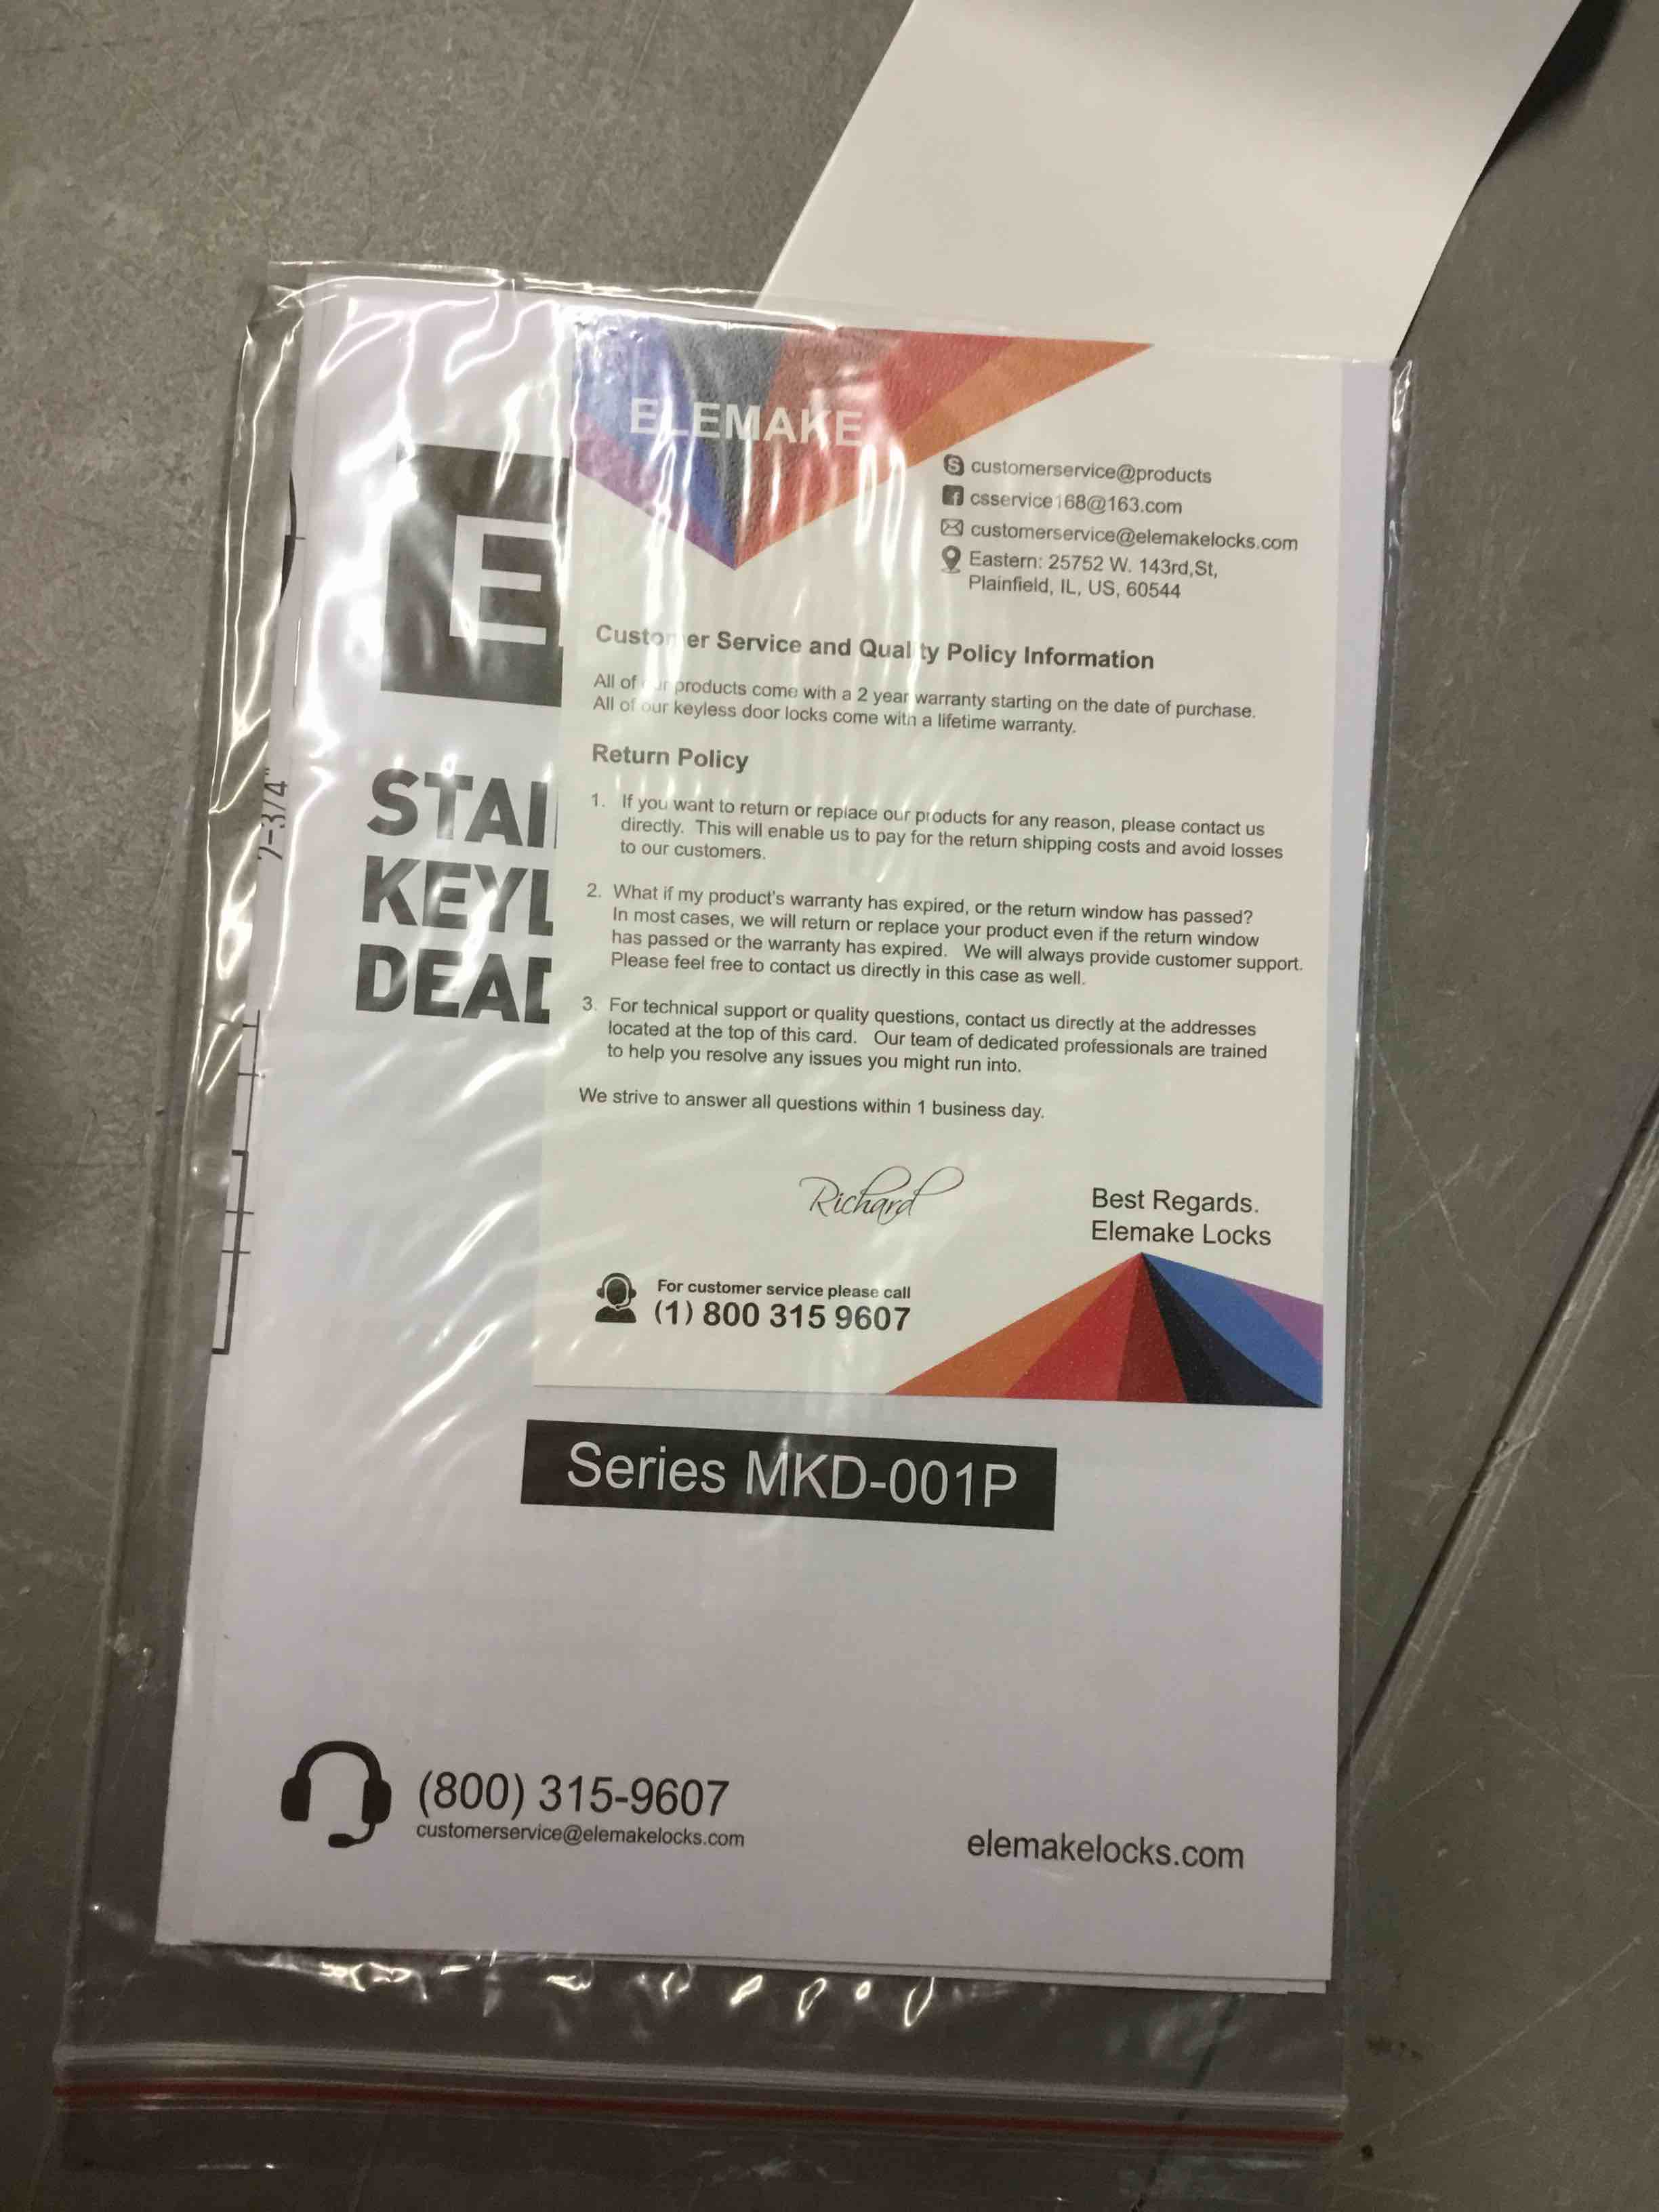 ELEMAKE
customerservice@products
csservice168@163.com
customerservice@elemakelocks.com
Eastern: 25752 W. 143rd,St,
Plainfield, IL, US, 60544
Customer Service and Quality Policy Information
All of our products come with a 2 year warranty starting on the date of purchase.
All of our keyless door locks come with a lifetime warranty.
Return Policy
1. If you want to return or replace our products for any reason, please contact us
directly. This will enable us to pay for the return shipping costs and avoid losses
to our customers.
2. What if my product's warranty has expired, or the return window has passed?
In most cases, we will return or replace your product even if the return window
has passed or the warranty has expired. We will always provide customer support.
Please feel free to contact us directly in this case as well.
3. For technical support or quality questions, contact us directly at the addresses
located at the top of this card. Our team of dedicated professionals are trained
to help you resolve any issues you might run into.
We strive to answer all questions within 1 business day.
Richard
Best Regards.
Elemake Locks
For customer service please call
(1) 800 315 9607
E
STAI
KEYL
DEAD
2-3/4"
Series MKD-001P
(800) 315-9607
customerservice@elemakelocks.com
elemakelocks.com